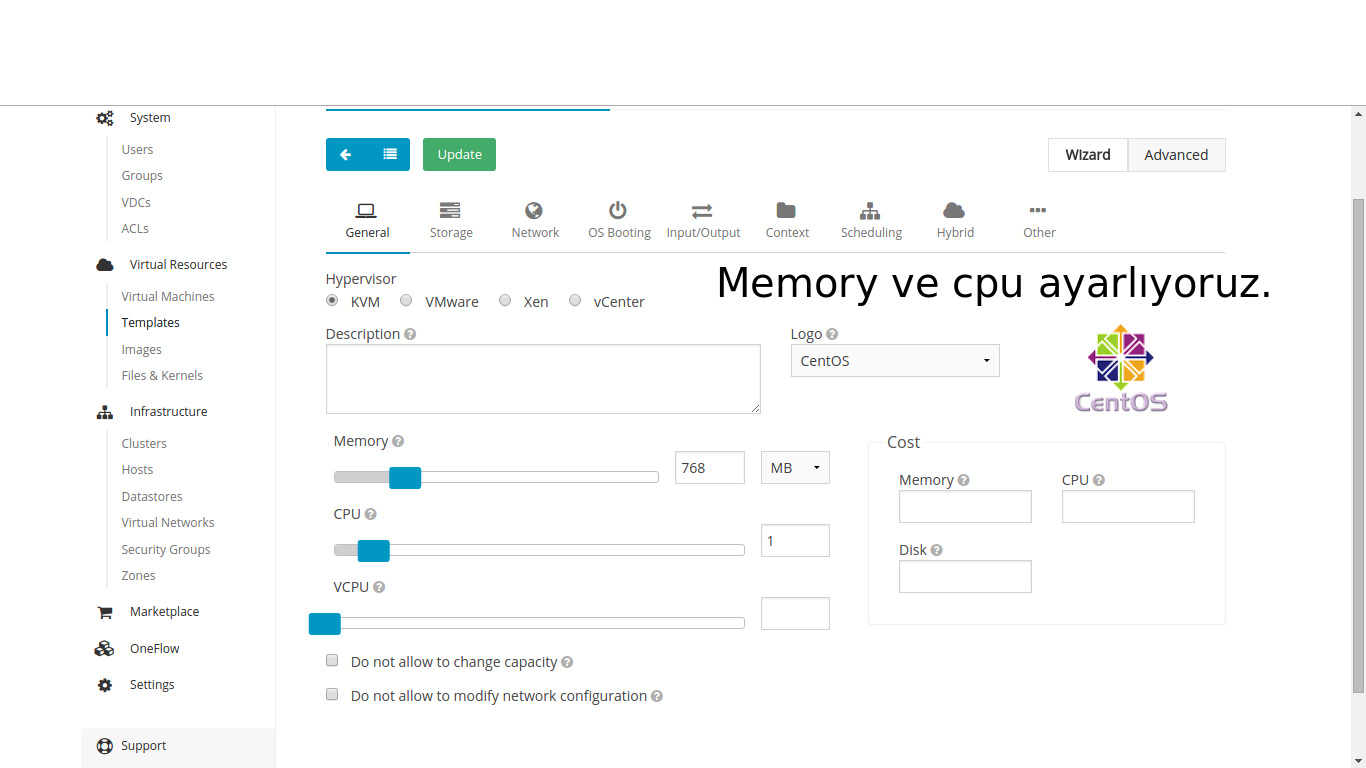 System
Users
Groups
VDCs
ACLs
Virtual Resources
Virtual Machines
Templates
Images
Files & Kernels
Infrastructure
Clusters
Hosts
Datastores
Virtual Networks
Security Groups
Zones
Marketplace
OneFlow
Settings
Support
Update
Wizard Advanced
General Storage Network OS Booting Input/Output Context Scheduling Hybrid Other
Hypervisor
KVM VMware Xen vCenter
Memory ve cpu ayarlıyoruz.
Description ?
Logo ?
CentOS
CentOS
Memory ?
768 MB
CPU ?
1
VCPU ?
Do not allow to change capacity ?
Do not allow to modify network configuration ?
Cost
Memory ? CPU ?
Disk ?